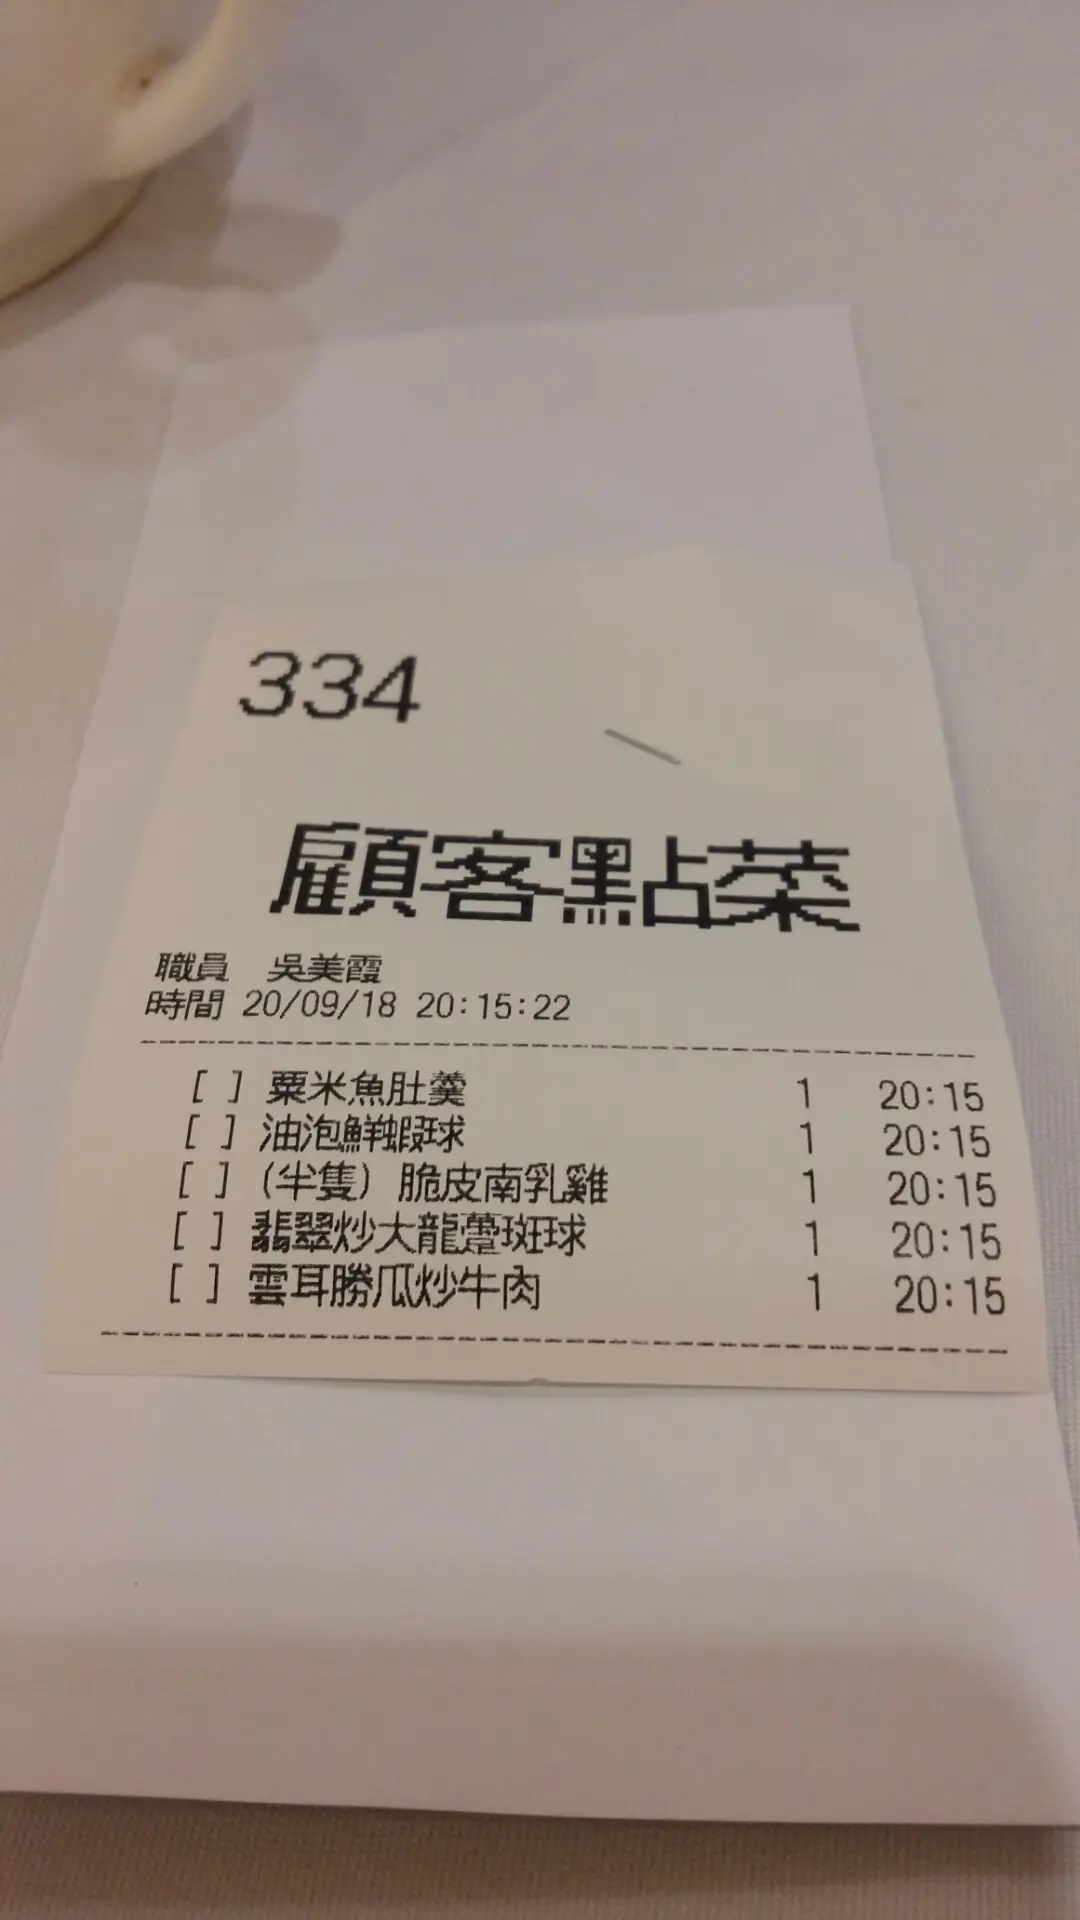 334
顧客點菜
職員 吳美霞
時間 20/09/18 20:15:22
[ ] 粟米魚肚羹 1 20:15
[ ] 油泡鮮蝦球 1 20:15
[ ] (半隻) 脆皮南乳雞 1 20:15
[ ] 翡翠炒大龍躉斑球 1 20:15
[ ] 雲耳勝瓜炒牛肉 1 20:15